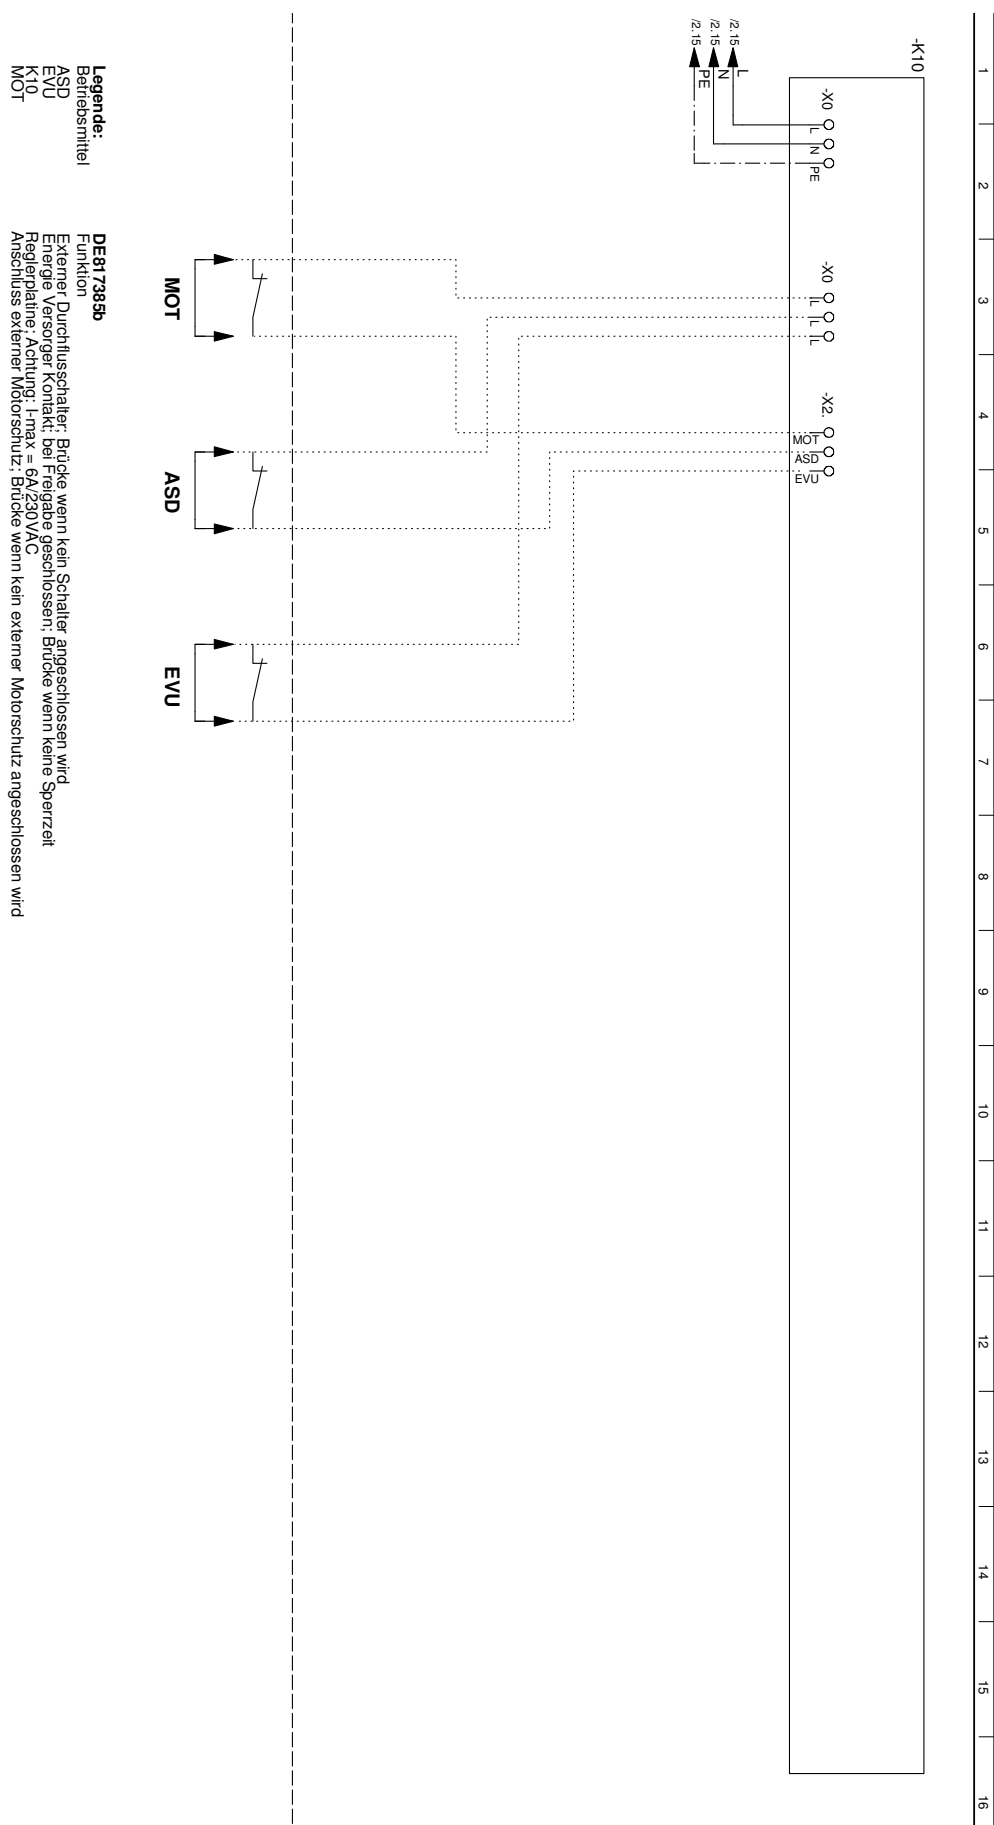 1
2
3
4
5
6
7
8
9
10
11
12
13
14
15
16
-K10
-X0
L
N
PE
-X0
L
L
L
-X2.
MOT
ASD
EVU
L
N
PE
/2.15
/2.15
/2.15
MOT
ASD
EVU
Legende: DE817385b
Betriebsmittel Funktion
ASD Externer Durchflusschalter; Brücke wenn kein Schalter angeschlossen wird
EVU Energie Versorger Kontakt; bei Freigabe geschlossen; Brücke wenn keine Sperrzeit
K10 Reglerplatine; Achtung: I-max = 6A/230VAC
MOT Anschluss externer Motorschutz; Brücke wenn kein externer Motorschutz angeschlossen wird